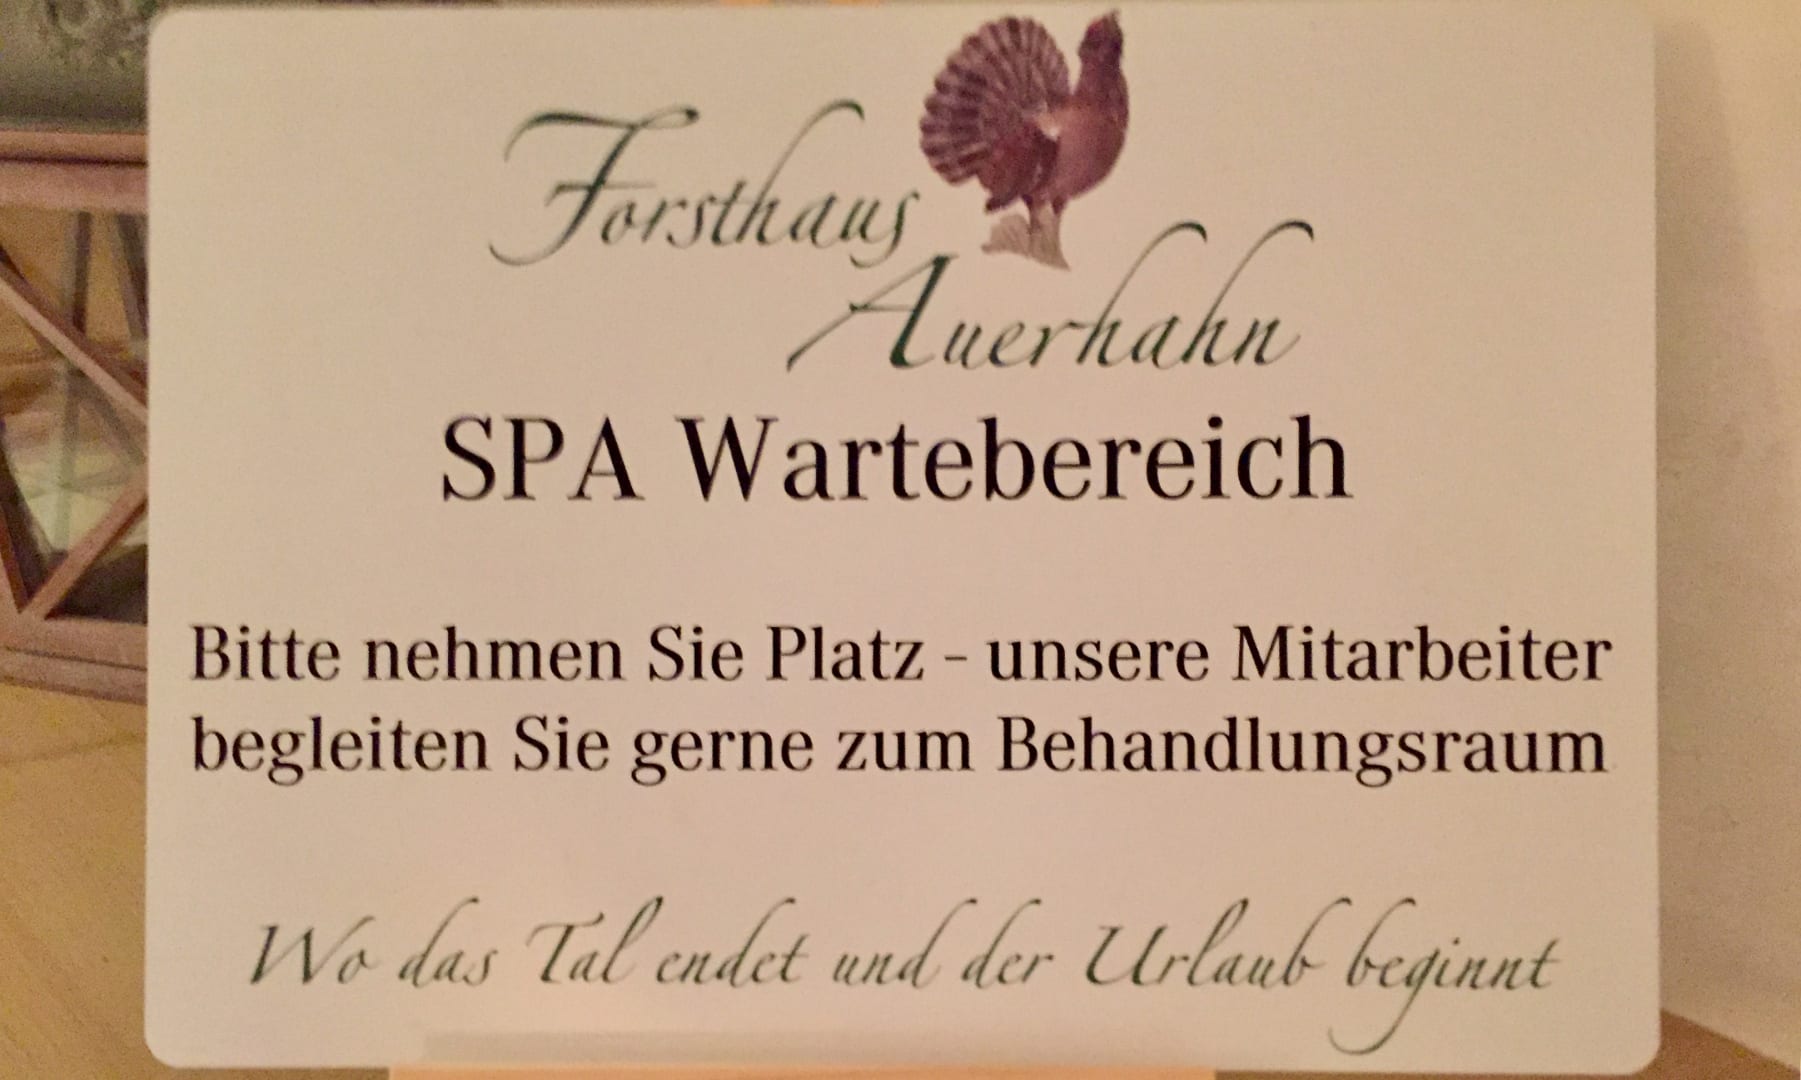 Forsthaus
Auerhahn
SPA Wartebereich
Bitte nehmen Sie Platz - unsere Mitarbeiter
begleiten Sie gerne zum Behandlungsraum
Wo das Tal endet und der Urlaub beginnt